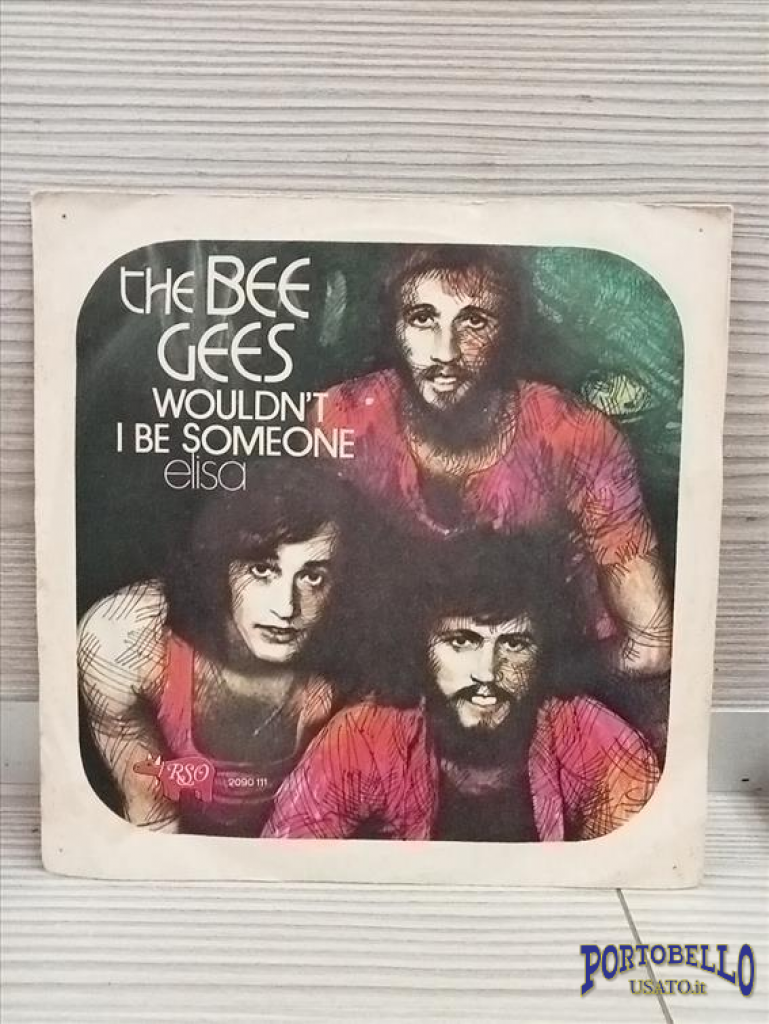 the BEE
GEES
WOULDN'T
I BE SOMEONE
elisa
RSO
2090 111
PORTOBELLO
USATO.it